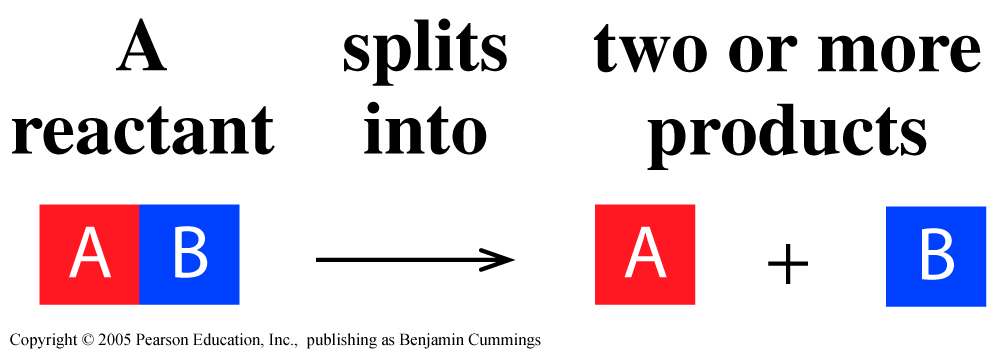 A splits two or more
reactant into products
A B → A + B
Copyright © 2005 Pearson Education, Inc., publishing as Benjamin Cummings